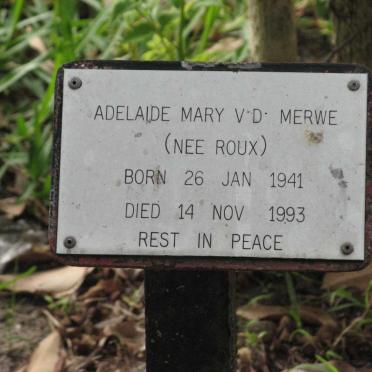 ADELAIDE MARY V·D· MERWE
(NEE ROUX)
BORN 26 JAN 1941
DIED 14 NOV 1993
REST IN PEACE